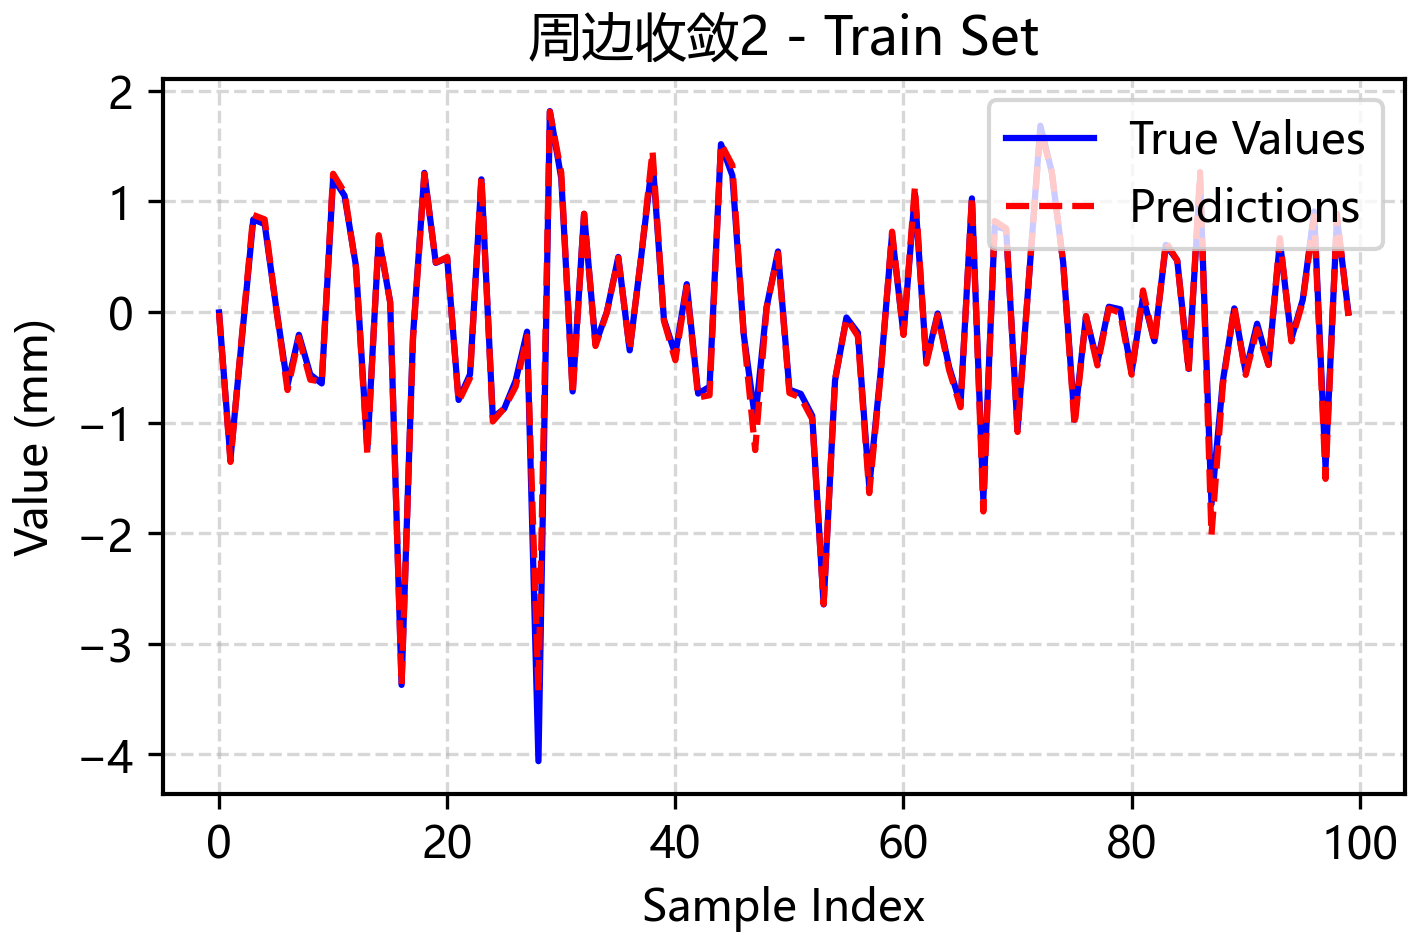 周边收敛2 - Train Set
True Values
Predictions
Value (mm)
2
1
0
−1
−2
−3
−4
0 20 40 60 80 100
Sample Index